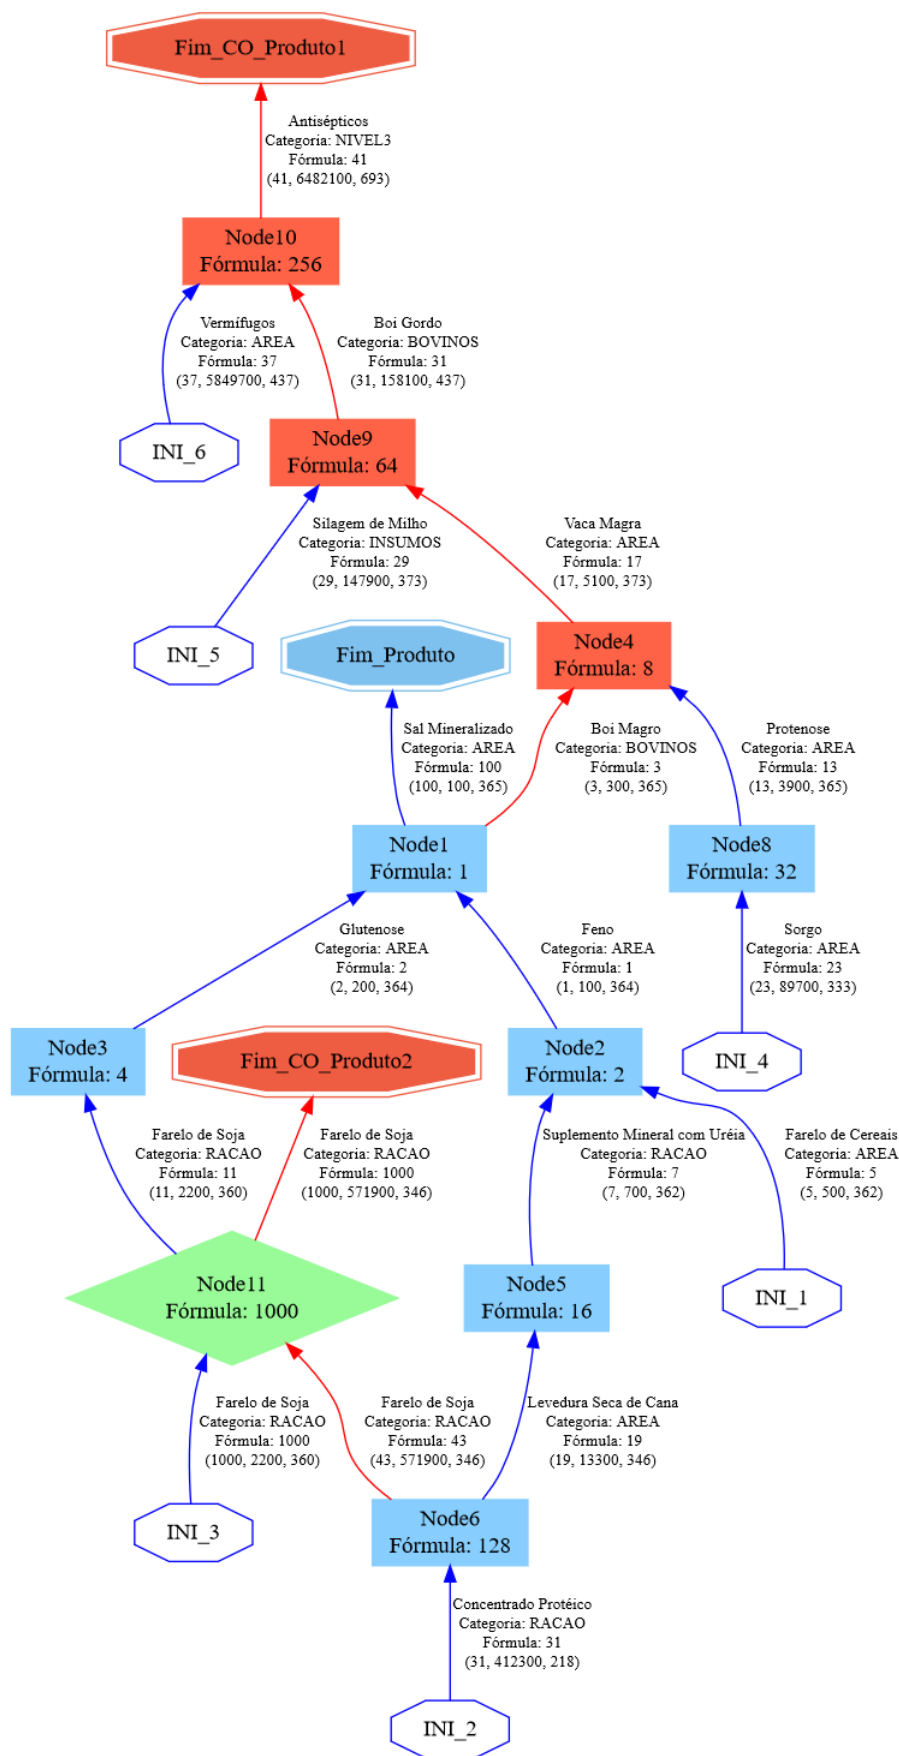 Fim_CO_Produto1
Antisépticos
Categoria: NIVEL3
Fórmula: 41
(41, 6482100, 693)
Node10
Fórmula: 256
Vermífugos
Categoria: AREA
Fórmula: 37
(37, 5849700, 437)
Boi Gordo
Categoria: BOVINOS
Fórmula: 31
(31, 158100, 437)
INI_6
Node9
Fórmula: 64
Silagem de Milho
Categoria: INSUMOS
Fórmula: 29
(29, 147900, 373)
Vaca Magra
Categoria: AREA
Fórmula: 17
(17, 5100, 373)
INI_5
Fim_Produto
Node4
Fórmula: 8
Sal Mineralizado
Categoria: AREA
Fórmula: 100
(100, 100, 365)
Boi Magro
Categoria: BOVINOS
Fórmula: 3
(3, 300, 365)
Protenose
Categoria: AREA
Fórmula: 13
(13, 3900, 365)
Node1
Fórmula: 1
Node8
Fórmula: 32
Glutenose
Categoria: AREA
Fórmula: 2
(2, 200, 364)
Feno
Categoria: AREA
Fórmula: 1
(1, 100, 364)
Sorgo
Categoria: AREA
Fórmula: 23
(23, 89700, 333)
Node3
Fórmula: 4
Fim_CO_Produto2
Node2
Fórmula: 2
INI_4
Farelo de Soja
Categoria: RACAO
Fórmula: 11
(11, 2200, 360)
Farelo de Soja
Categoria: RACAO
Fórmula: 1000
(1000, 571900, 346)
Suplemento Mineral com Uréia
Categoria: RACAO
Fórmula: 7
(7, 700, 362)
Farelo de Cereais
Categoria: AREA
Fórmula: 5
(5, 500, 362)
Node11
Fórmula: 1000
Node5
Fórmula: 16
INI_1
Farelo de Soja
Categoria: RACAO
Fórmula: 1000
(1000, 2200, 360)
Farelo de Soja
Categoria: RACAO
Fórmula: 43
(43, 571900, 346)
Levedura Seca de Cana
Categoria: AREA
Fórmula: 19
(19, 13300, 346)
INI_3
Node6
Fórmula: 128
Concentrado Protéico
Categoria: RACAO
Fórmula: 31
(31, 412300, 218)
INI_2